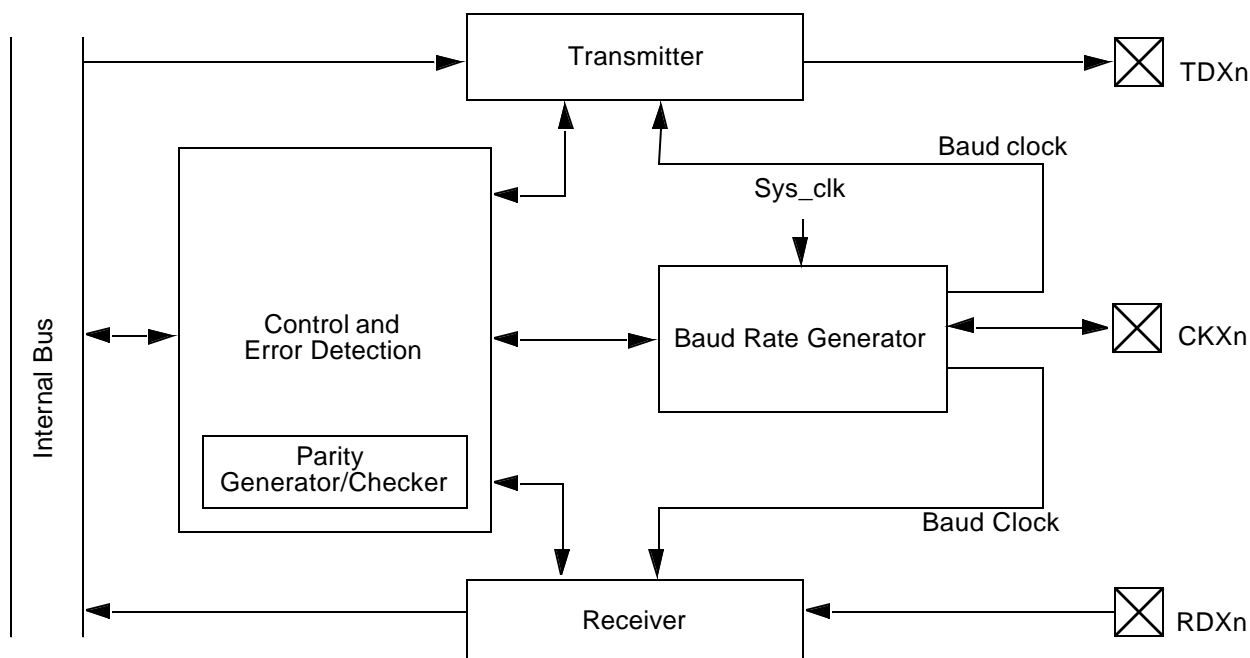 Transmitter
TDXn
Baud clock
Sys_clk
Internal Bus
Control and
Error Detection
Baud Rate Generator
CKXn
Parity
Generator/Checker
Baud Clock
Receiver
RDXn